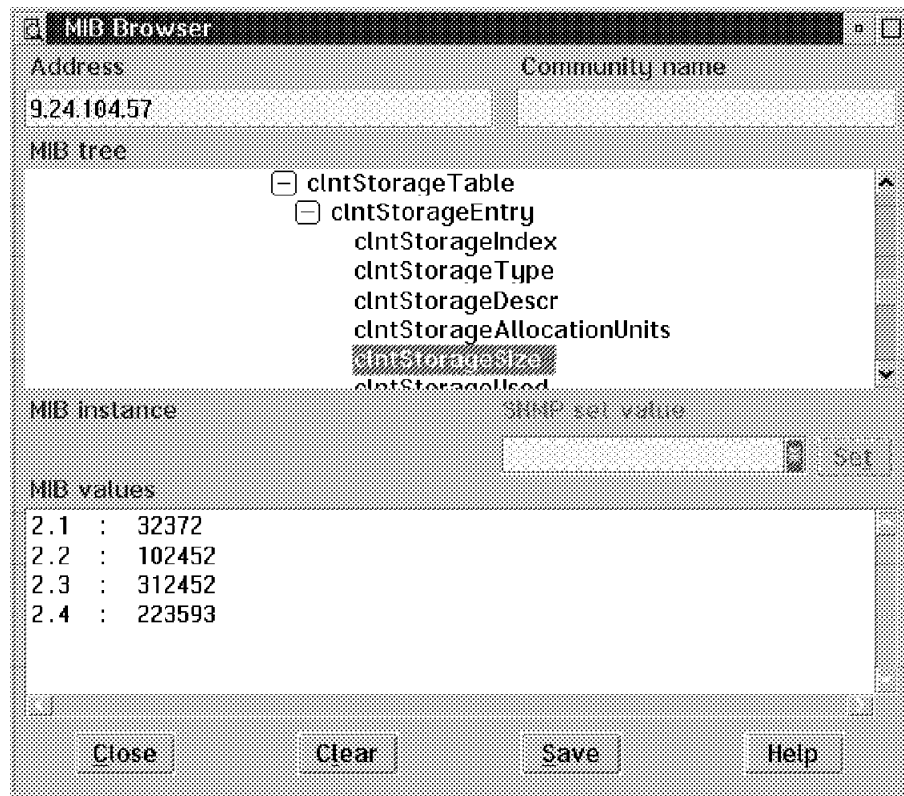 MIB Browser
Address Community name
9.24.104.57
MIB tree
clntStorageTable
clntStorageEntry
clntStorageIndex
clntStorageType
clntStorageDescr
clntStorageAllocationUnits
clntStorageSize
clntStorageUsed
MIB instance SNMP set value
Set
MIB values
2.1 : 32372
2.2 : 102452
2.3 : 312452
2.4 : 223593
Close Clear Save Help